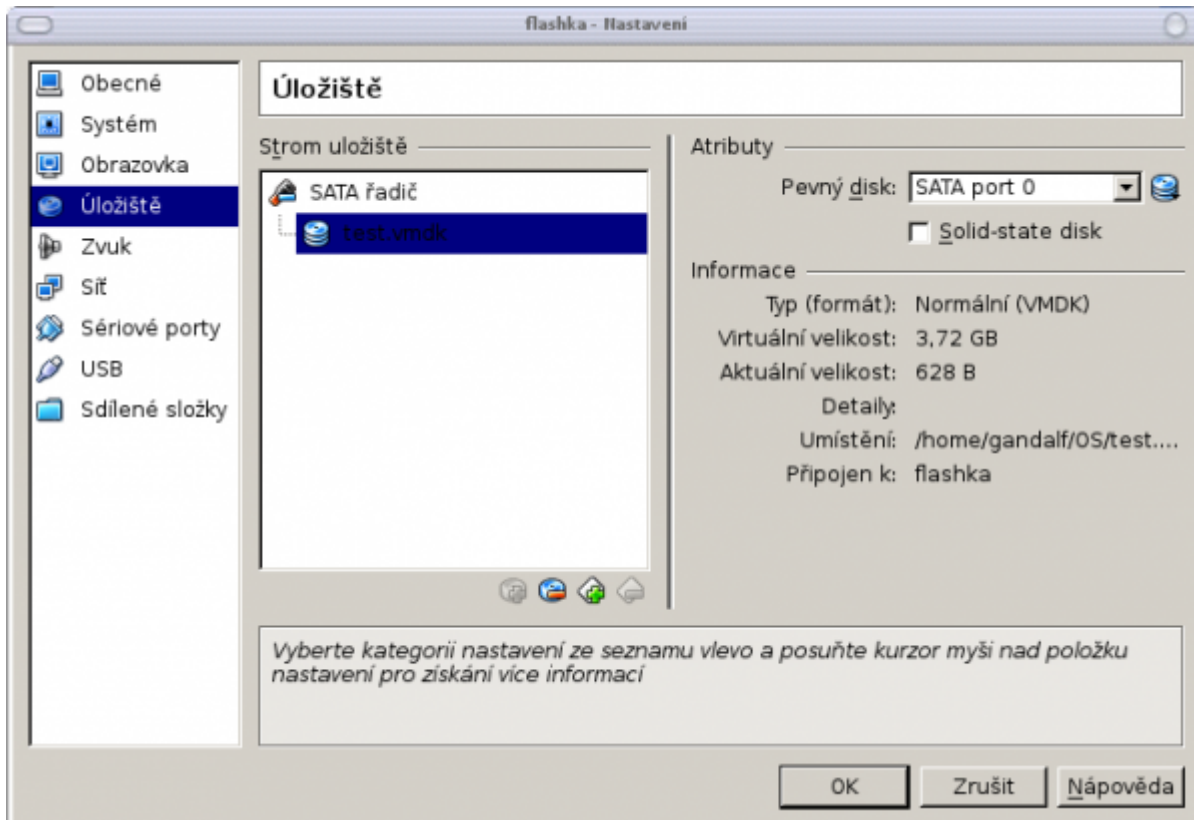 flashka - Nastavení
Obecné
Systém
Obrazovka
Úložiště
Zvuk
Síť
Sériové porty
USB
Sdílené složky
Úložiště
Strom uložiště
SATA řadič
test.vmdk
Atributy
Pevný disk: SATA port 0
Solid-state disk
Informace
Typ (formát): Normální (VMDK)
Virtuální velikost: 3,72 GB
Aktuální velikost: 628 B
Detaily:
Umístění: /home/gandalf/OS/test....
Připojen k: flashka
Vyberte kategorii nastavení ze seznamu vlevo a posuňte kurzor myši nad položku
nastavení pro získání více informací
OK
Zrušit
Nápověda